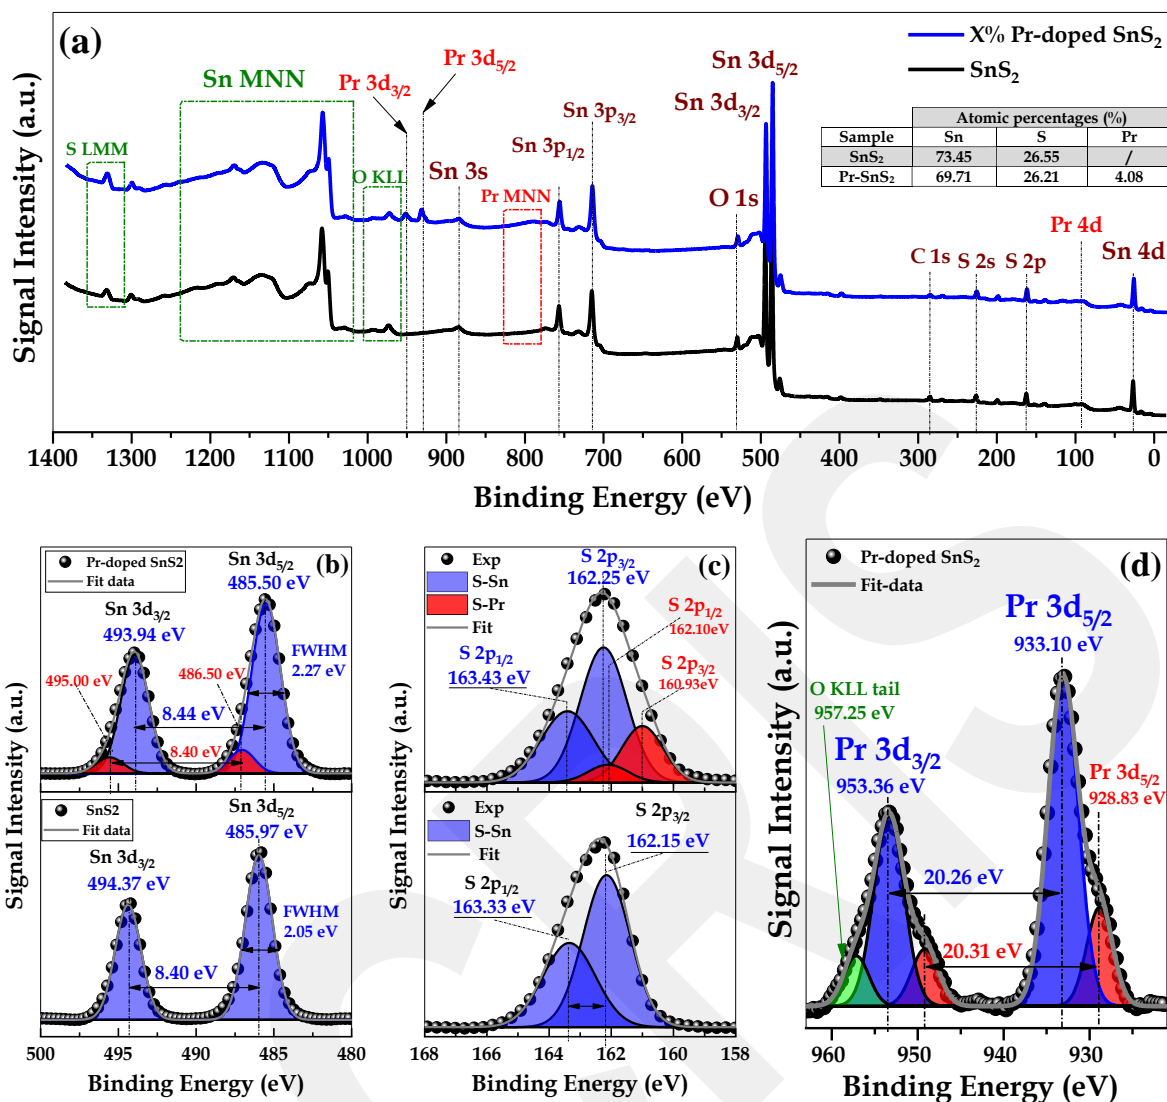 (a)
X% Pr-doped SnS2
SnS2
Pr 3d5/2
Pr 3d3/2
Sn MNN
S LMM
O KLL
Sn 3s
Pr MNN
Sn 3p1/2
Sn 3p3/2
Sn 3d5/2
Sn 3d3/2
O 1s
C 1s
S 2s
S 2p
Pr 4d
Sn 4d
Atomic percentages (%)
Sample Sn S Pr
SnS2 73.45 26.55 /
Pr-SnS2 69.71 26.21 4.08
Signal Intensity (a.u.)
1400 1300 1200 1100 1000 900 800 700 600 500 400 300 200 100 0
Binding Energy (eV)
(b)
Pr-doped SnS2
Fit data
Sn 3d5/2
485.50 eV
Sn 3d3/2
493.94 eV
FWHM
2.27 eV
495.00 eV
486.50 eV
8.44 eV
8.40 eV
SnS2
Fit data
Sn 3d5/2
485.97 eV
Sn 3d3/2
494.37 eV
FWHM
2.05 eV
8.40 eV
Signal Intensity (a.u.)
500 495 490 485 480
Binding Energy (eV)
(c)
Exp
S-Sn
S-Pr
Fit
S 2p3/2
162.25 eV
S 2p1/2
162.10eV
S 2p1/2
163.43 eV
S 2p3/2
160.93eV
Exp
S-Sn
Fit
S 2p3/2
162.15 eV
S 2p1/2
163.33 eV
Signal Intensity (a.u.)
168 166 164 162 160 158
Binding Energy (eV)
(d)
Pr-doped SnS2
Fit-data
Pr 3d5/2
933.10 eV
O KLL tail
957.25 eV
Pr 3d3/2
953.36 eV
Pr 3d5/2
928.83 eV
20.26 eV
20.31 eV
Signal Intensity (a.u.)
960 950 940 930
Binding Energy (eV)